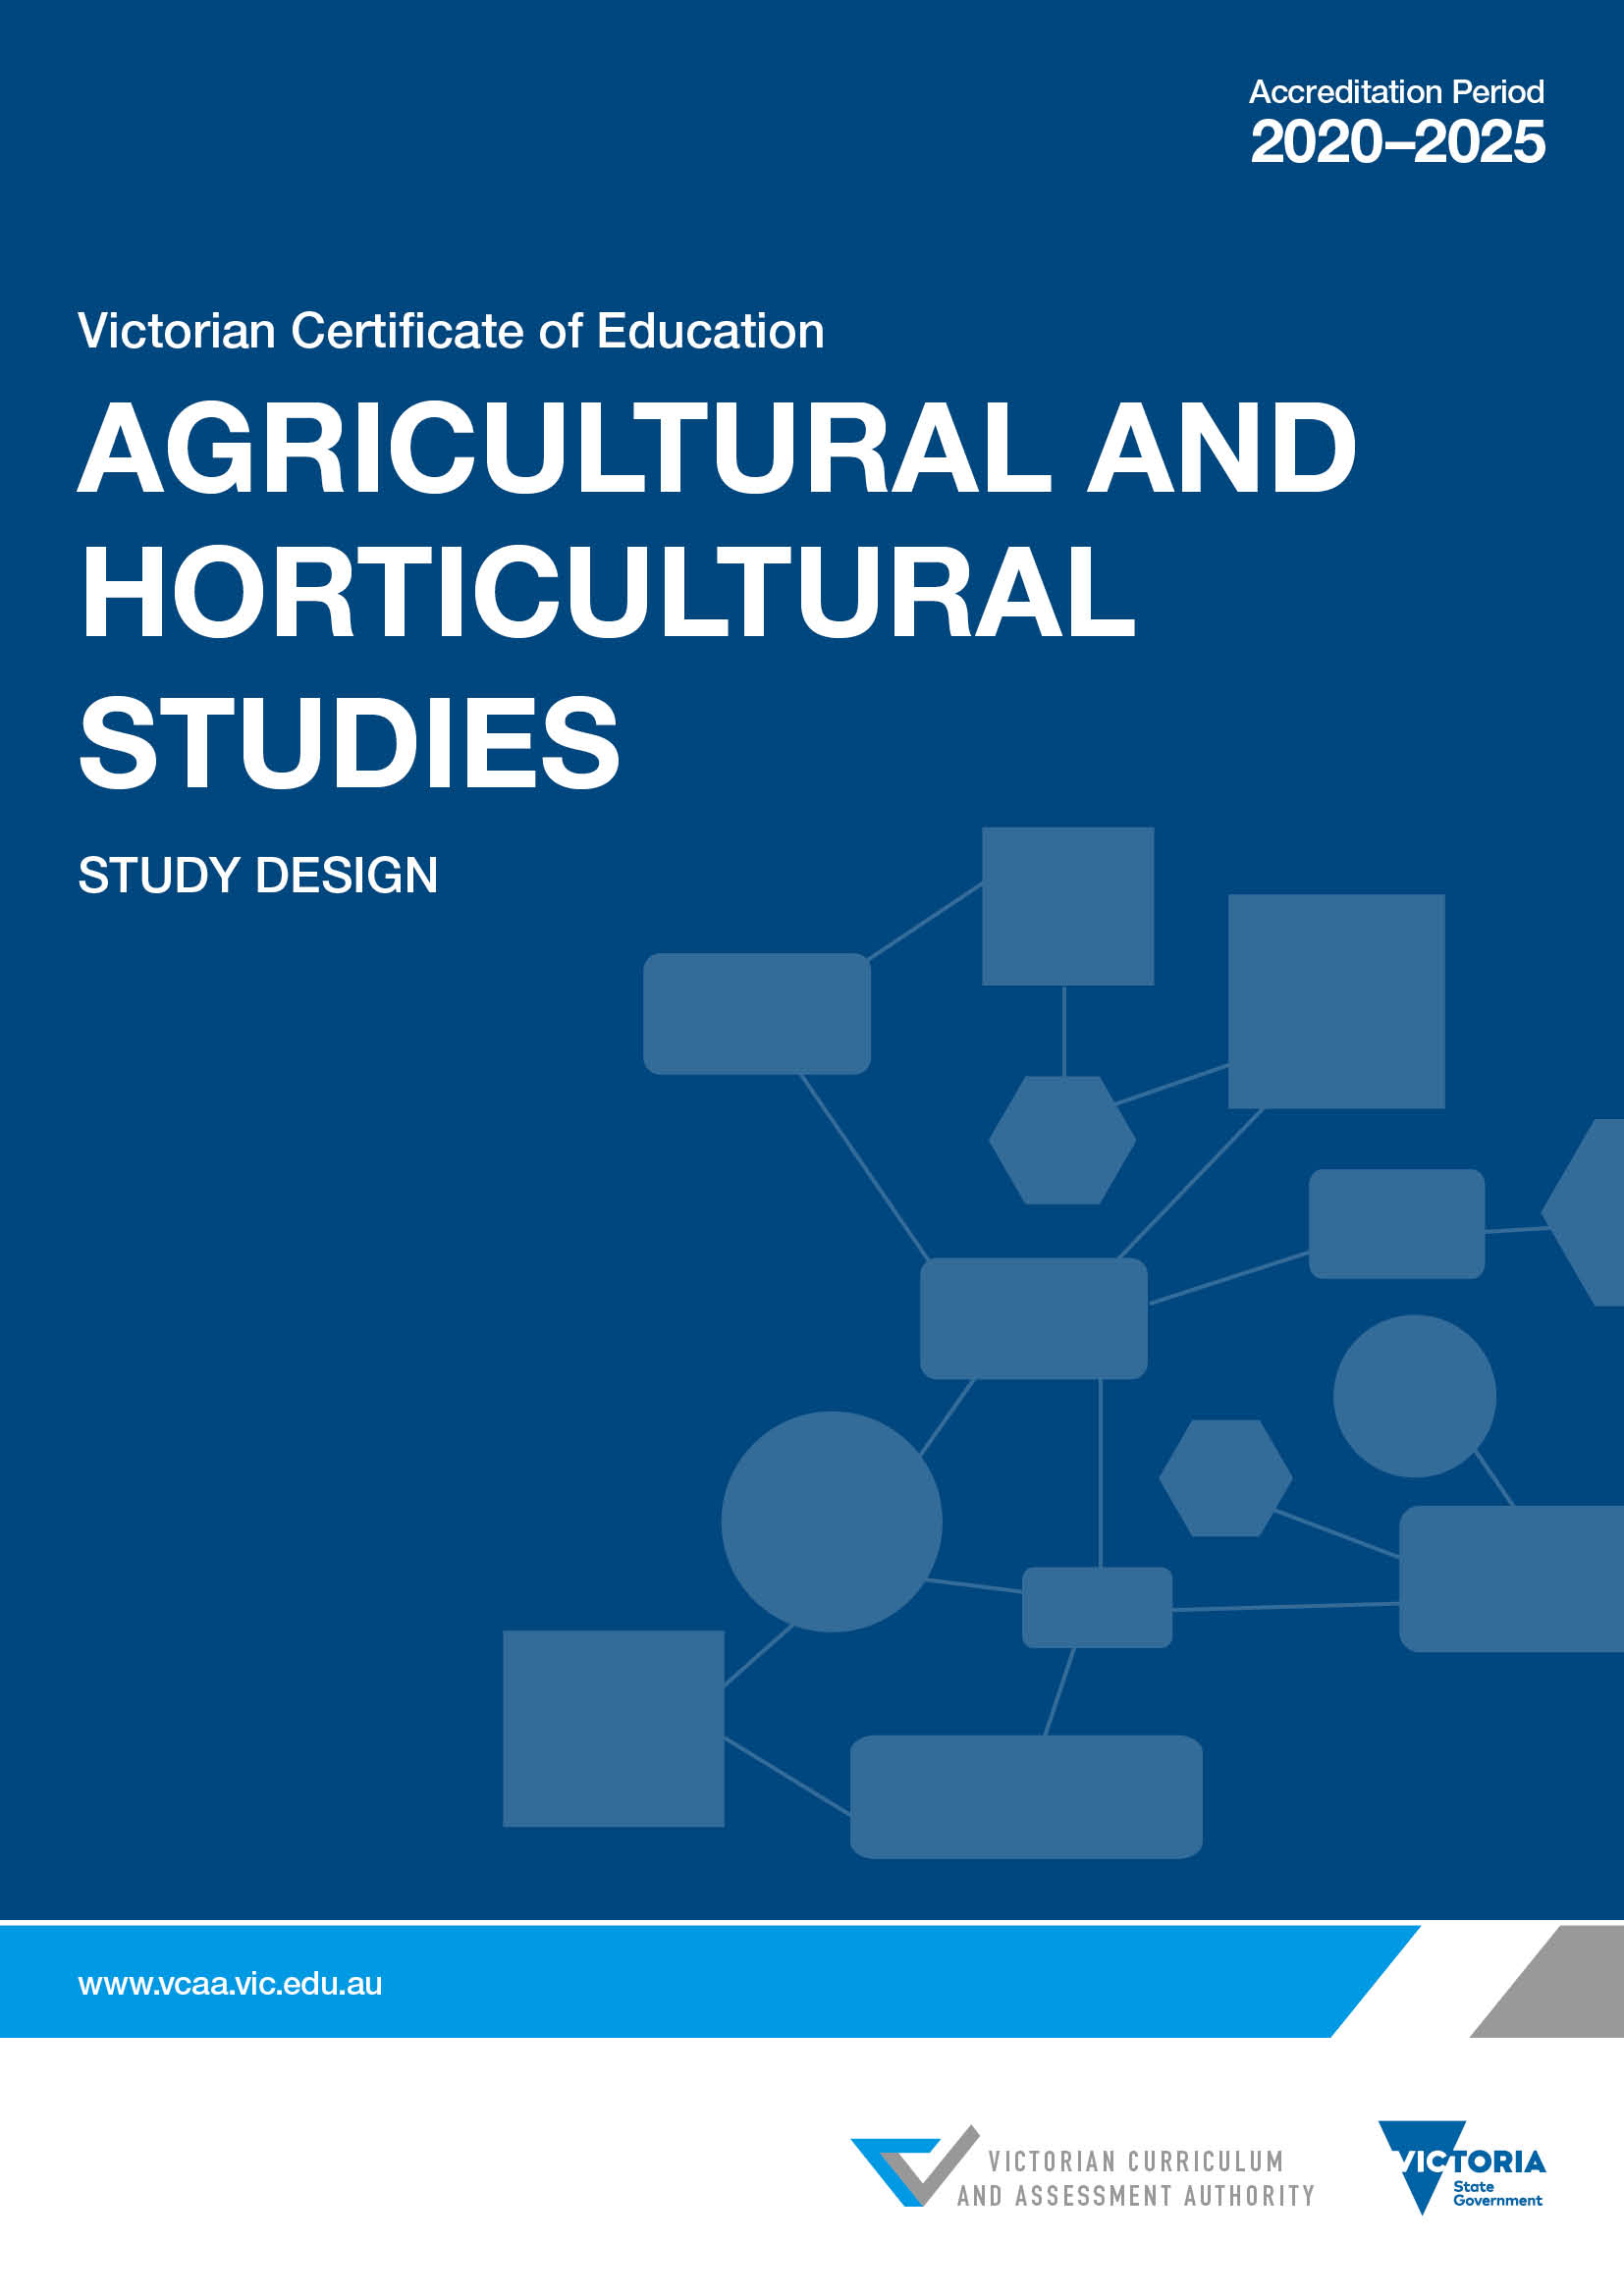 Accreditation Period
2020–2025
Victorian Certificate of Education
AGRICULTURAL AND
HORTICULTURAL
STUDIES
STUDY DESIGN
www.vcaa.vic.edu.au
VICTORIAN CURRICULUM
AND ASSESSMENT AUTHORITY
VICTORIA
State
Government